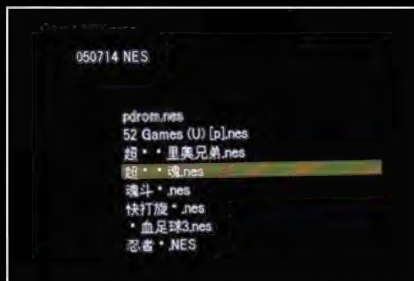 050714 NES
pdrom.nes
52 Games (U) [p].nes
超・・里奥兄弟.nes
超・・魂.nes
魂斗・.nes
快打旋・.nes
・血足球3.nes
忍者・.NES